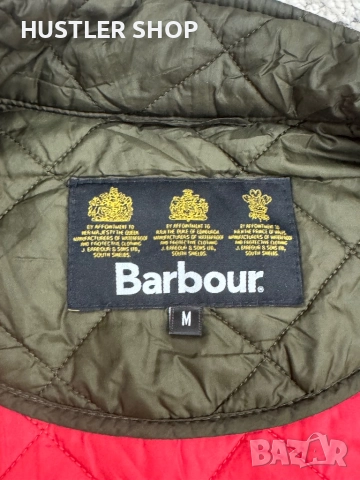 HUSTLER SHOP
BY APPOINTMENT TO
HER MAJESTY THE QUEEN
MANUFACTURERS OF WATERPROOF
AND PROTECTIVE CLOTHING
J. BARBOUR & SONS LTD.,
SOUTH SHIELDS.
BY APPOINTMENT TO
H.R.H. THE DUKE OF EDINBURGH
MANUFACTURERS OF WATERPROOF
AND PROTECTIVE CLOTHING
J. BARBOUR & SONS LTD.,
SOUTH SHIELDS.
BY APPOINTMENT TO
H.R.H. THE PRINCE OF WALES
MANUFACTURERS OF WATERPROOF
AND PROTECTIVE CLOTHING
J. BARBOUR & SONS LTD.,
SOUTH SHIELDS.
Barbour®
M
BAZAR